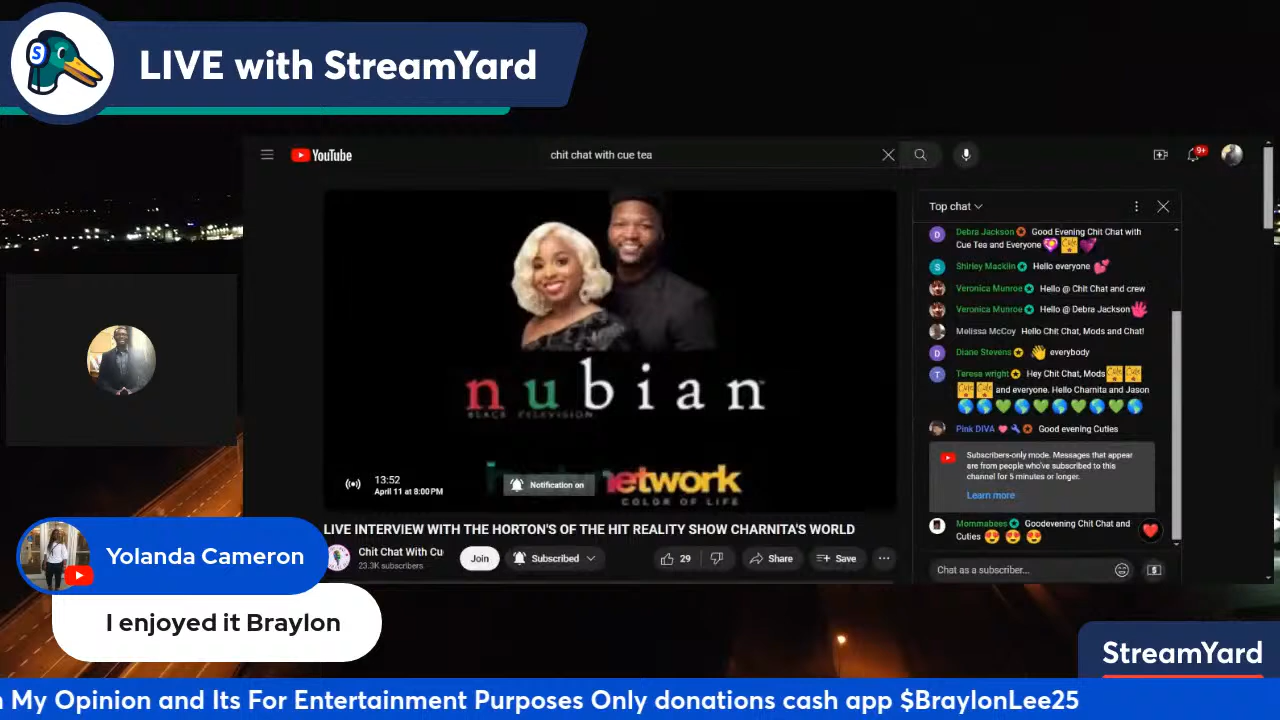 S
LIVE with StreamYard
YouTube
chit chat with cue tea
9+
nubian
BLACK TELEVISION
network
COLOR OF LIFE
13:52
April 11 at 8:00PM
Notification on
LIVE INTERVIEW WITH THE HORTON'S OF THE HIT REALITY SHOW CHARNITA'S WORLD
Chit Chat With Cu
23.3K subscribers
Join
Subscribed
29
Share
Save
Top chat
D
Debra Jackson Good Evening Chit Chat with
Cue Tea and Everyone
S
Shirley Macklin Hello everyone
Veronica Munroe Hello @ Chit Chat and crew
Veronica Munroe Hello @ Debra Jackson
Melissa McCoy Hello Chit Chat, Mods and Chat!
D
Diane Stevens everybody
T
Teresa wright Hey Chit Chat, Mods
and everyone. Hello Charnita and Jason
Pink DIVA Good evening Cuties
Subscribers-only mode. Messages that appear
are from people who've subscribed to this
channel for 5 minutes or longer.
Learn more
Mommabees Goodevening Chit Chat and
Cuties
Chat as a subscriber...
Yolanda Cameron
I enjoyed it Braylon
StreamYard
My Opinion and Its For Entertainment Purposes Only donations cash app $BraylonLee25